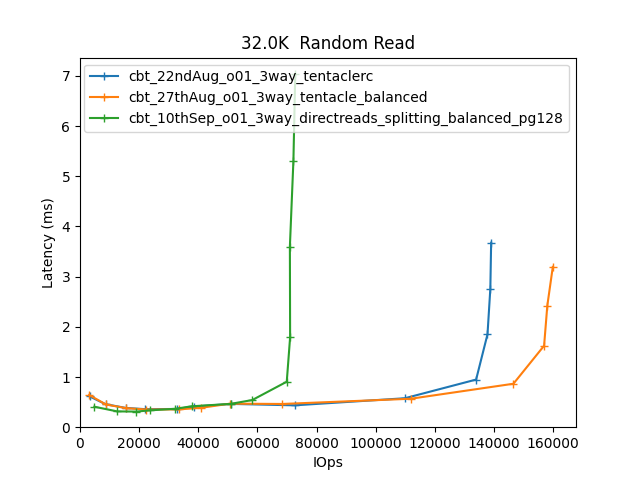 32.0K  Random Read
cbt_22ndAug_o01_3way_tentaclerc
cbt_27thAug_o01_3way_tentacle_balanced
cbt_10thSep_o01_3way_directreads_splitting_balanced_pg128
Latency (ms)
7
6
5
4
3
2
1
0
0 20000 40000 60000 80000 100000 120000 140000 160000
IOps